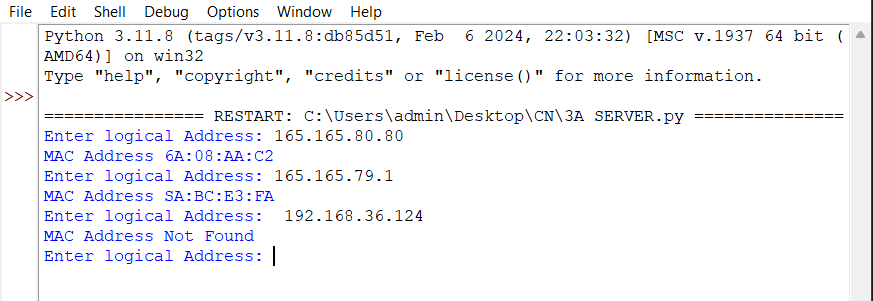 File Edit Shell Debug Options Window Help
Python 3.11.8 (tags/v3.11.8:db85d51, Feb  6 2024, 22:03:32) [MSC v.1937 64 bit (
AMD64)] on win32
Type "help", "copyright", "credits" or "license()" for more information.
>>>
================ RESTART: C:\Users\admin\Desktop\CN\3A SERVER.py ===============
Enter logical Address: 165.165.80.80
MAC Address 6A:08:AA:C2
Enter logical Address: 165.165.79.1
MAC Address SA:BC:E3:FA
Enter logical Address:  192.168.36.124
MAC Address Not Found
Enter logical Address: